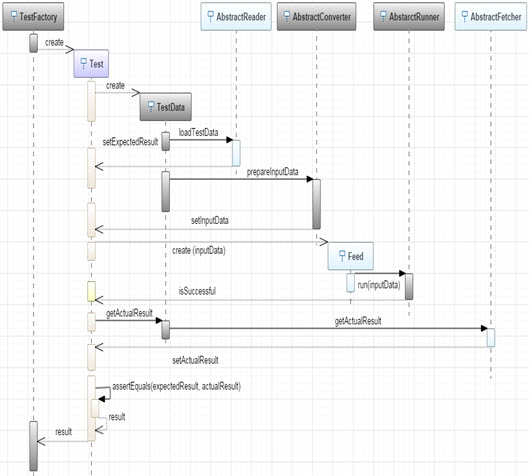 TestFactory
AbstractReader
AbstractConverter
AbstarctRunner
AbstractFetcher
create
Test
create
TestData
setExpectedResult
loadTestData
prepareInputData
setInputData
create (inputData)
Feed
run(inputData)
isSuccessful
getActualResult
getActualResult
setActualResult
assertEquals(expectedResult, actualResult)
result
result